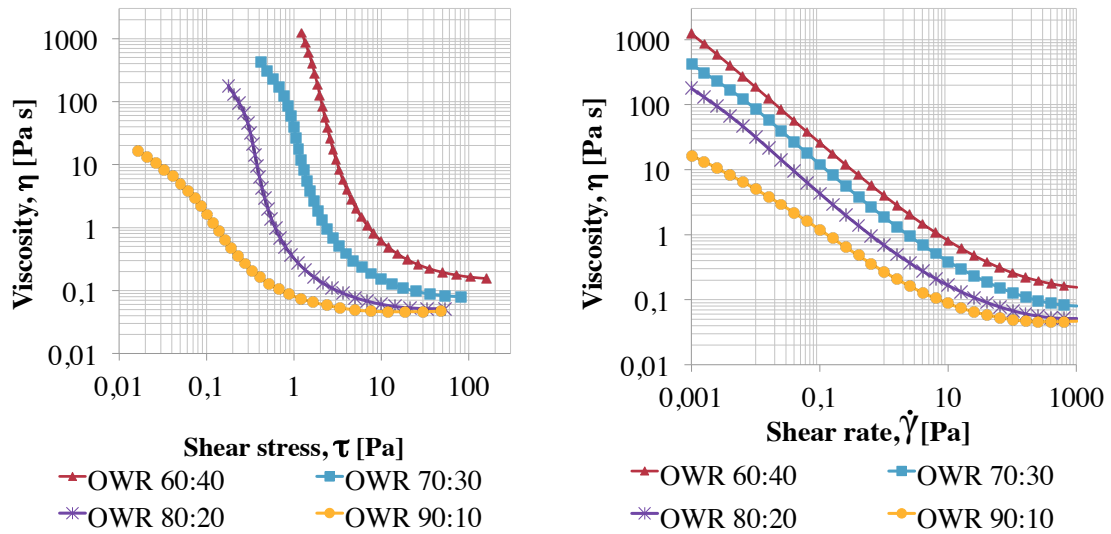 Viscosity, η [Pa s]
1000
100
10
1
0,1
0,01
0,01
0,1
1
10
100
Shear stress, τ [Pa]
OWR 60:40
OWR 70:30
OWR 80:20
OWR 90:10
Viscosity, η [Pa s]
1000
100
10
1
0,1
0,01
0,001
0,1
10
1000
Shear rate, γ̇ [Pa]
OWR 60:40
OWR 70:30
OWR 80:20
OWR 90:10